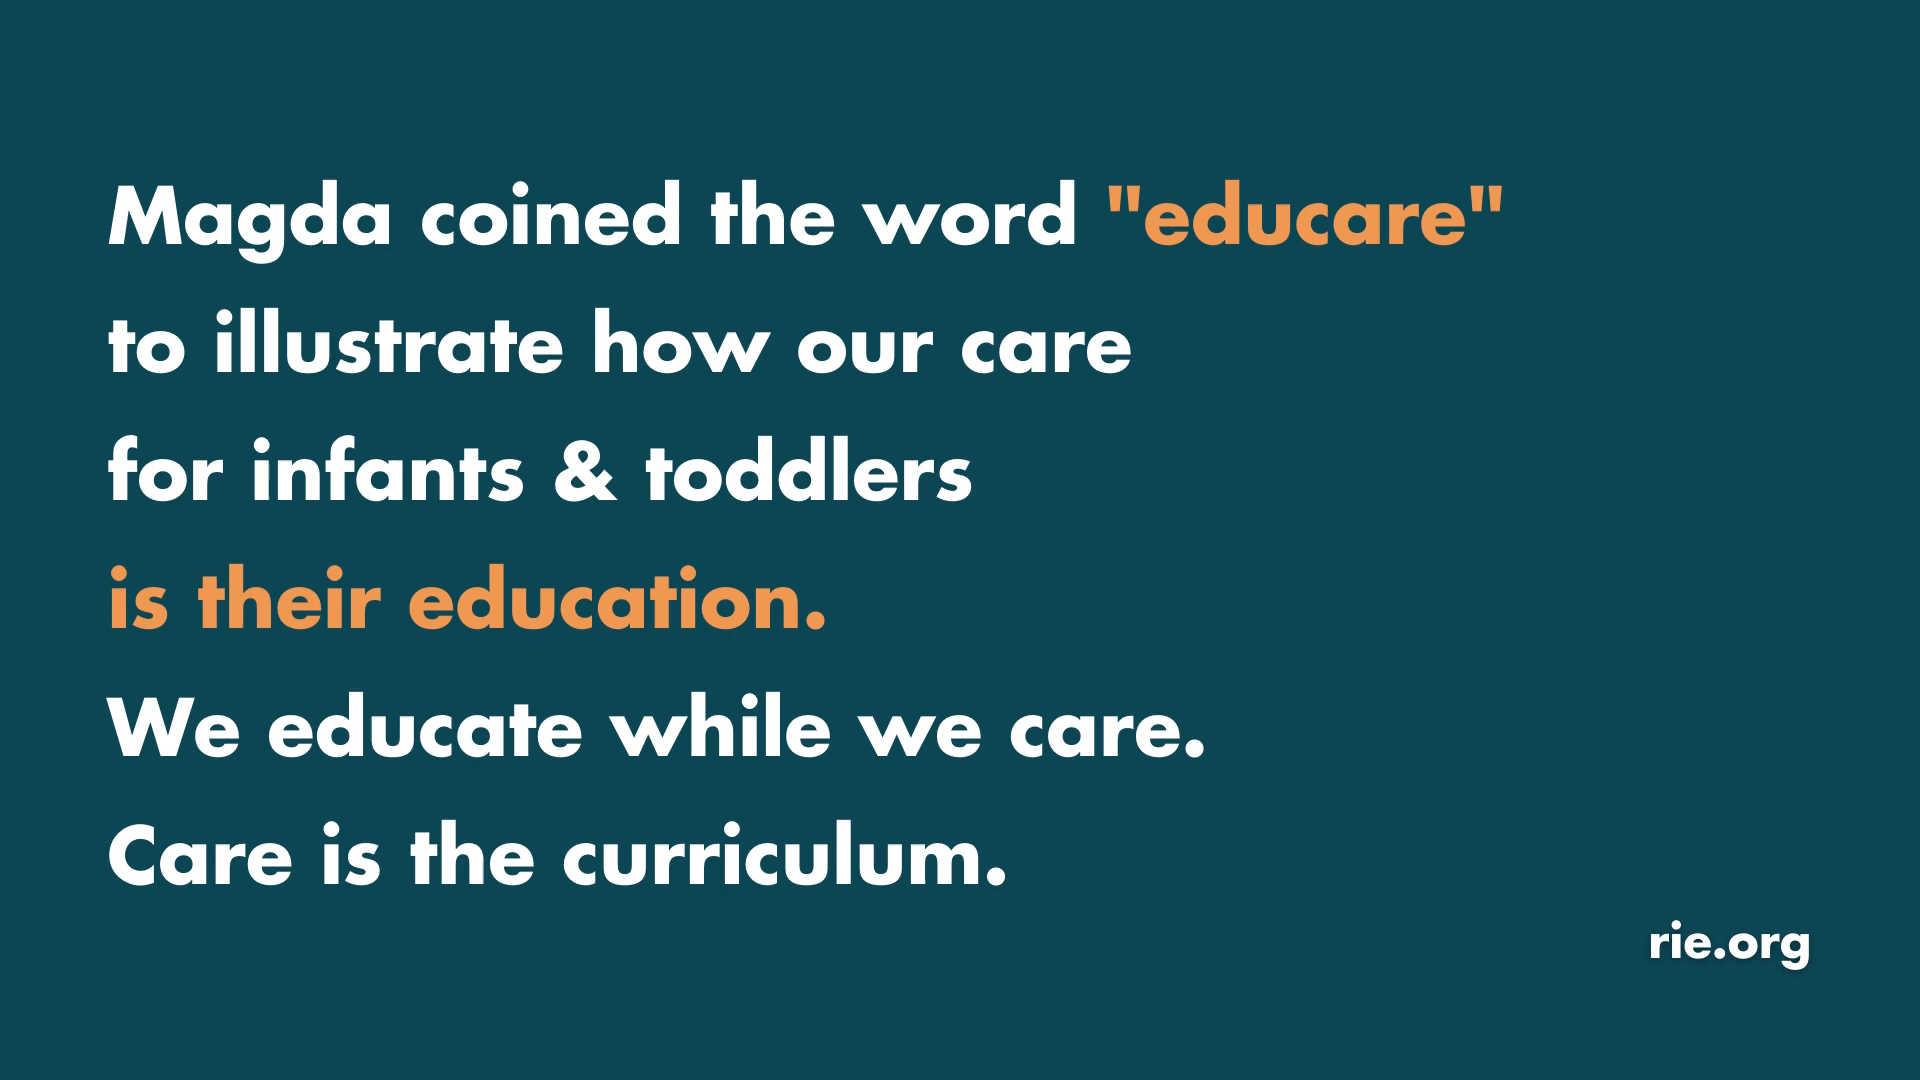 Magda coined the word "educare"
to illustrate how our care
for infants & toddlers
is their education.
We educate while we care.
Care is the curriculum.
rie.org